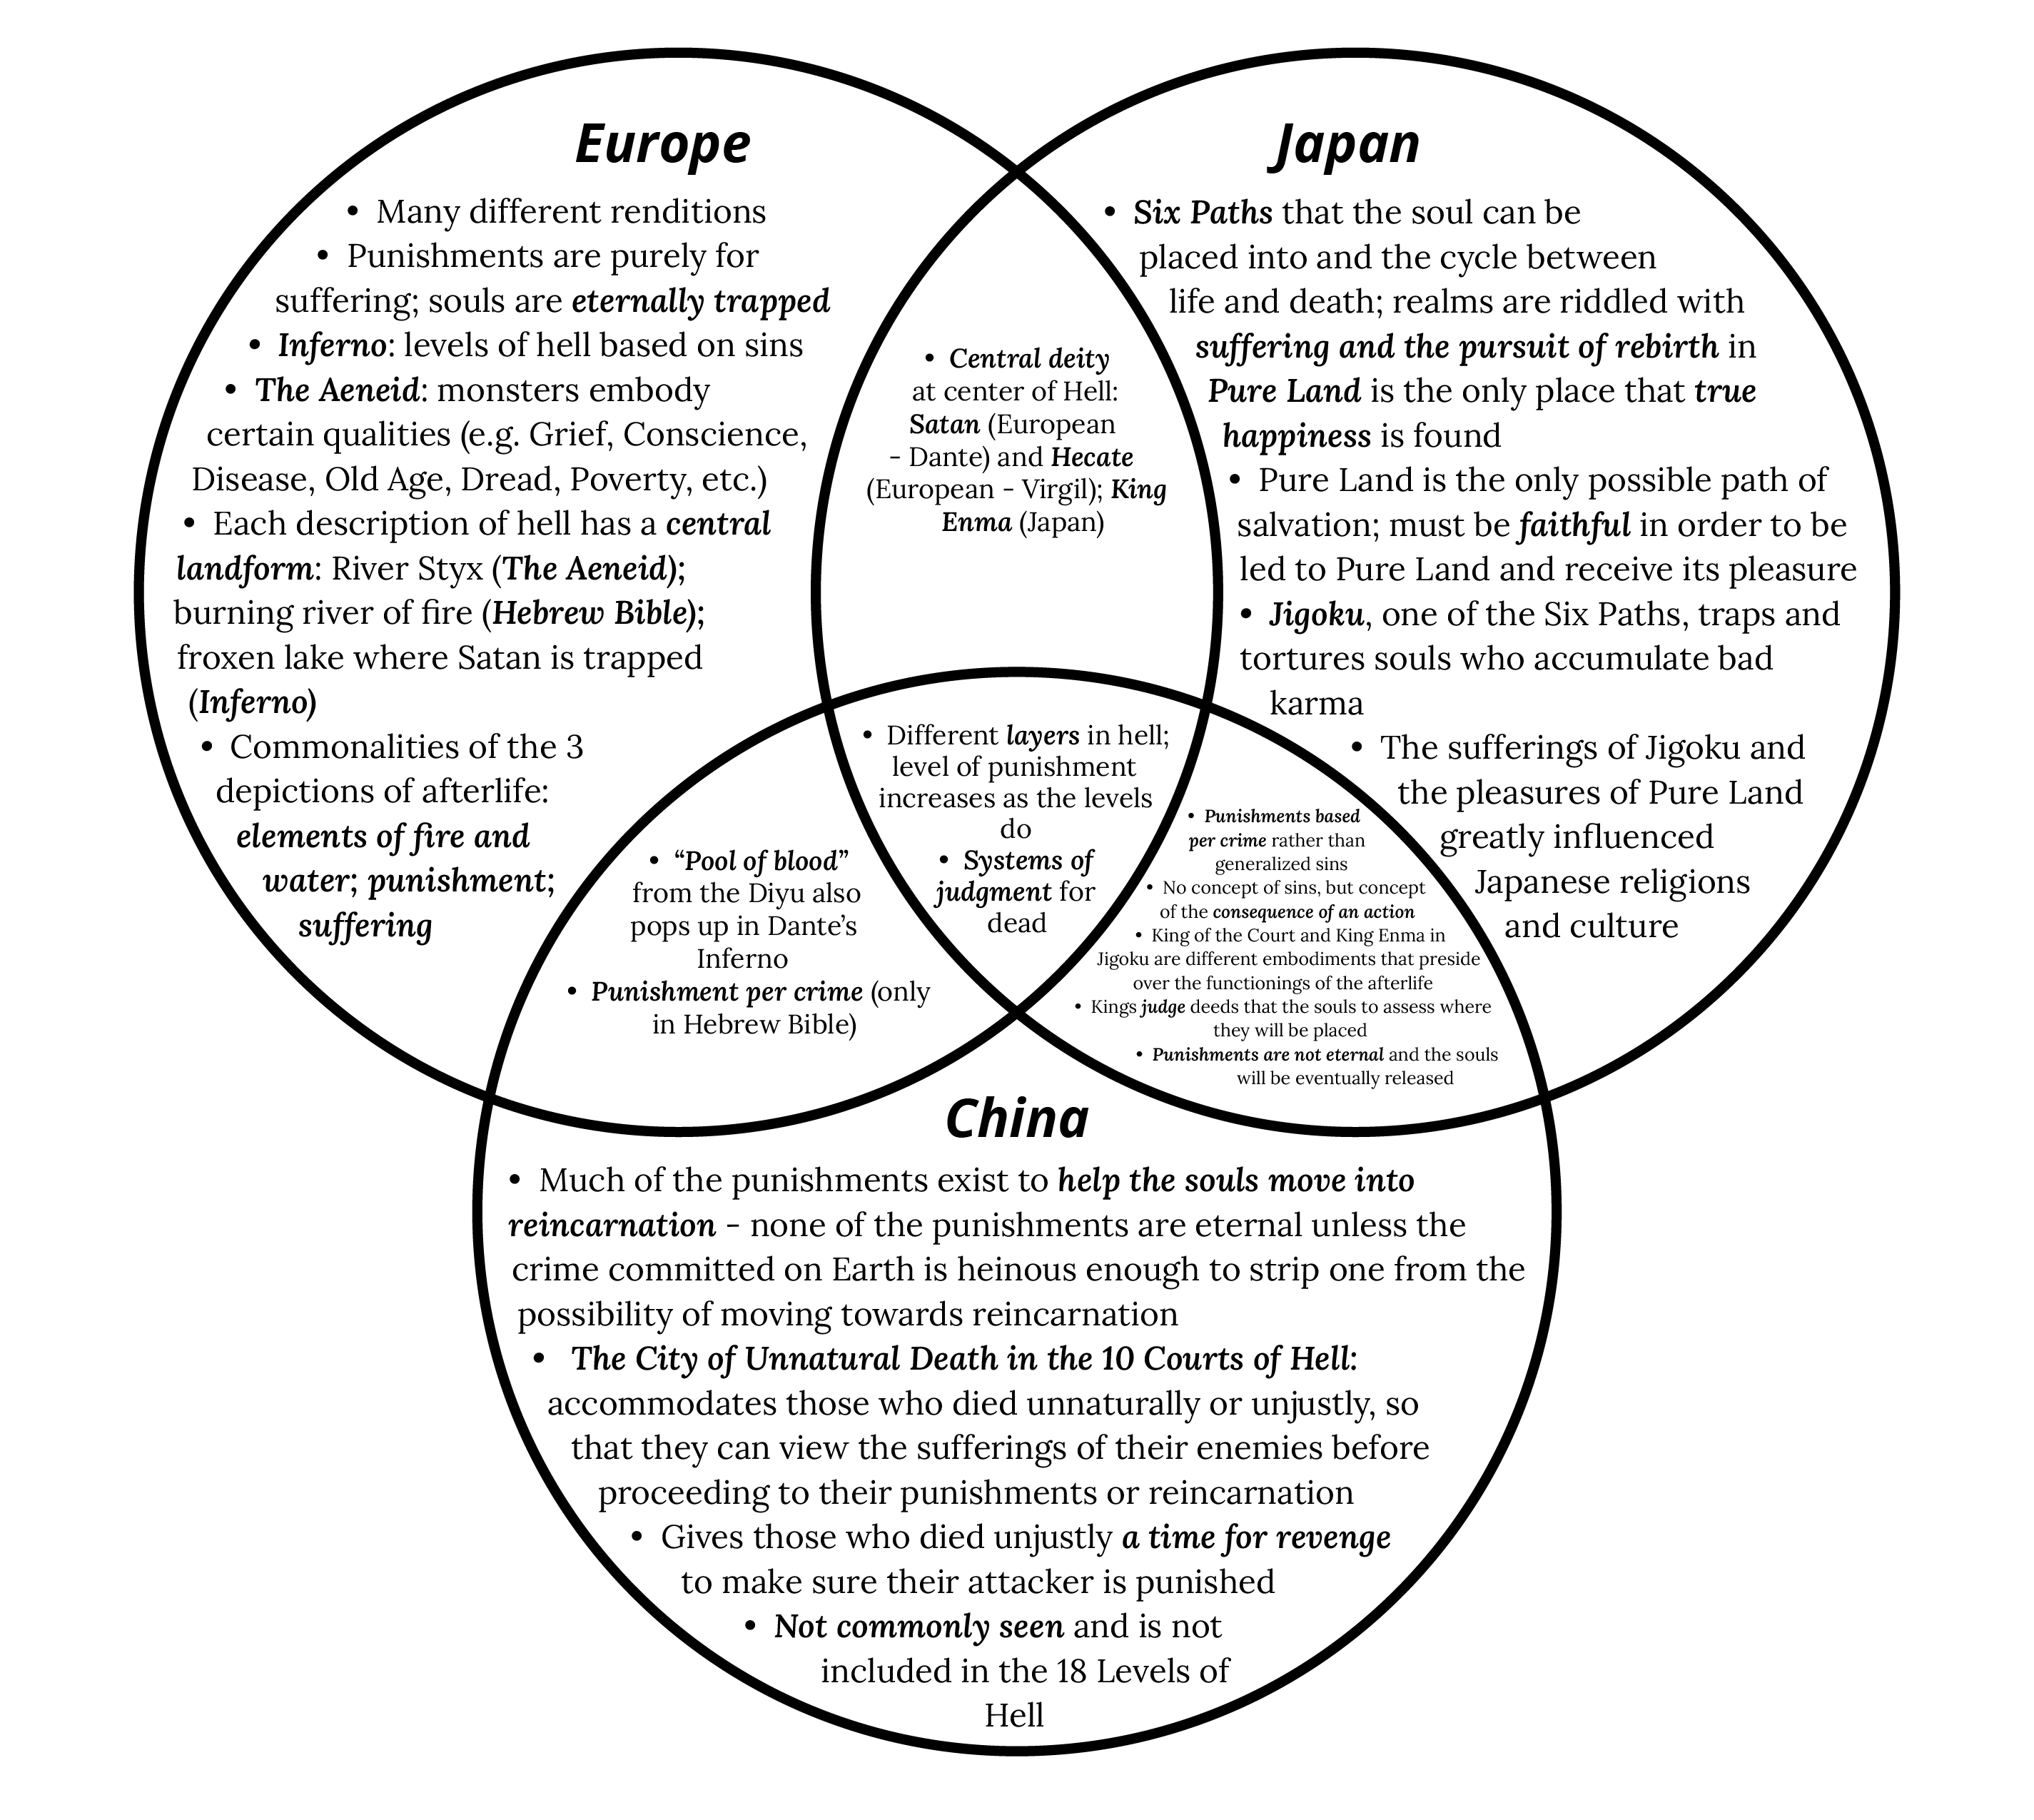 Europe
• Many different renditions
• Punishments are purely for
suffering; souls are eternally trapped
• Inferno: levels of hell based on sins
• The Aeneid: monsters embody
certain qualities (e.g. Grief, Conscience,
Disease, Old Age, Dread, Poverty, etc.)
• Each description of hell has a central
landform: River Styx (The Aeneid);
burning river of fire (Hebrew Bible);
froxen lake where Satan is trapped
(Inferno)
• Commonalities of the 3
depictions of afterlife:
elements of fire and
water; punishment;
suffering
• Central deity
at center of Hell:
Satan (European
- Dante) and Hecate
(European - Virgil); King
Enma (Japan)
Japan
• Six Paths that the soul can be
placed into and the cycle between
life and death; realms are riddled with
suffering and the pursuit of rebirth in
Pure Land is the only place that true
happiness is found
• Pure Land is the only possible path of
salvation; must be faithful in order to be
led to Pure Land and receive its pleasure
• Jigoku, one of the Six Paths, traps and
tortures souls who accumulate bad
karma
• The sufferings of Jigoku and
the pleasures of Pure Land
greatly influenced
Japanese religions
and culture
• Different layers in hell;
level of punishment
increases as the levels
do
• Systems of
judgment for
dead
• “Pool of blood”
from the Diyu also
pops up in Dante’s
Inferno
• Punishment per crime (only
in Hebrew Bible)
• Punishments based
per crime rather than
generalized sins
• No concept of sins, but concept
of the consequence of an action
• King of the Court and King Enma in
Jigoku are different embodiments that preside
over the functionings of the afterlife
• Kings judge deeds that the souls to assess where
they will be placed
• Punishments are not eternal and the souls
will be eventually released
China
• Much of the punishments exist to help the souls move into
reincarnation - none of the punishments are eternal unless the
crime committed on Earth is heinous enough to strip one from the
possibility of moving towards reincarnation
• The City of Unnatural Death in the 10 Courts of Hell:
accommodates those who died unnaturally or unjustly, so
that they can view the sufferings of their enemies before
proceeding to their punishments or reincarnation
• Gives those who died unjustly a time for revenge
to make sure their attacker is punished
• Not commonly seen and is not
included in the 18 Levels of
Hell